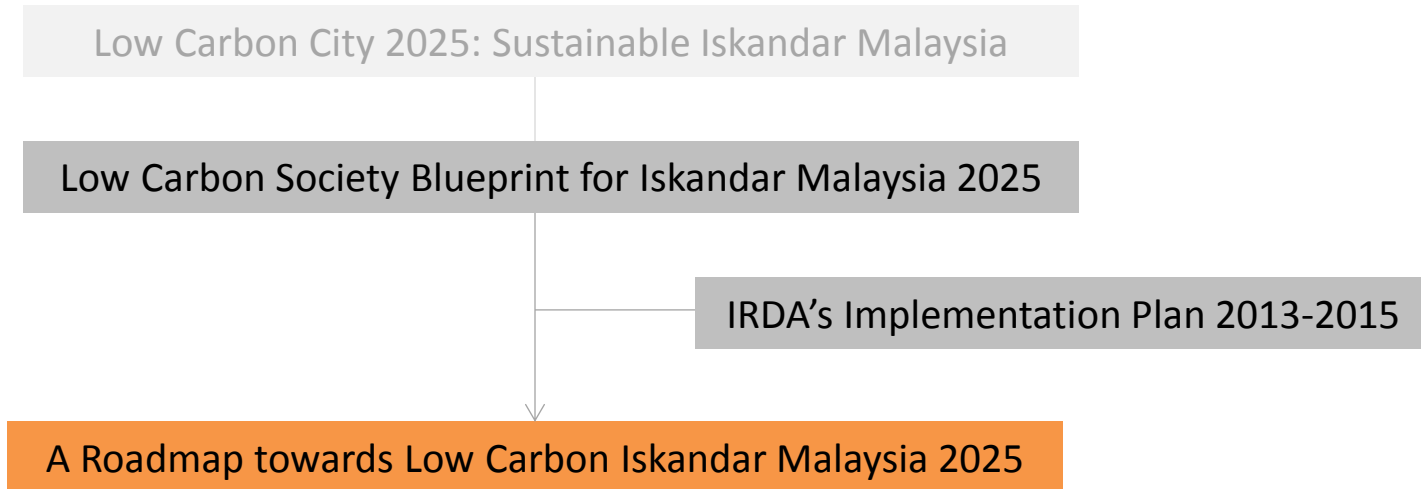 Low Carbon City 2025: Sustainable Iskandar Malaysia
Low Carbon Society Blueprint for Iskandar Malaysia 2025
IRDA’s Implementation Plan 2013-2015
A Roadmap towards Low Carbon Iskandar Malaysia 2025